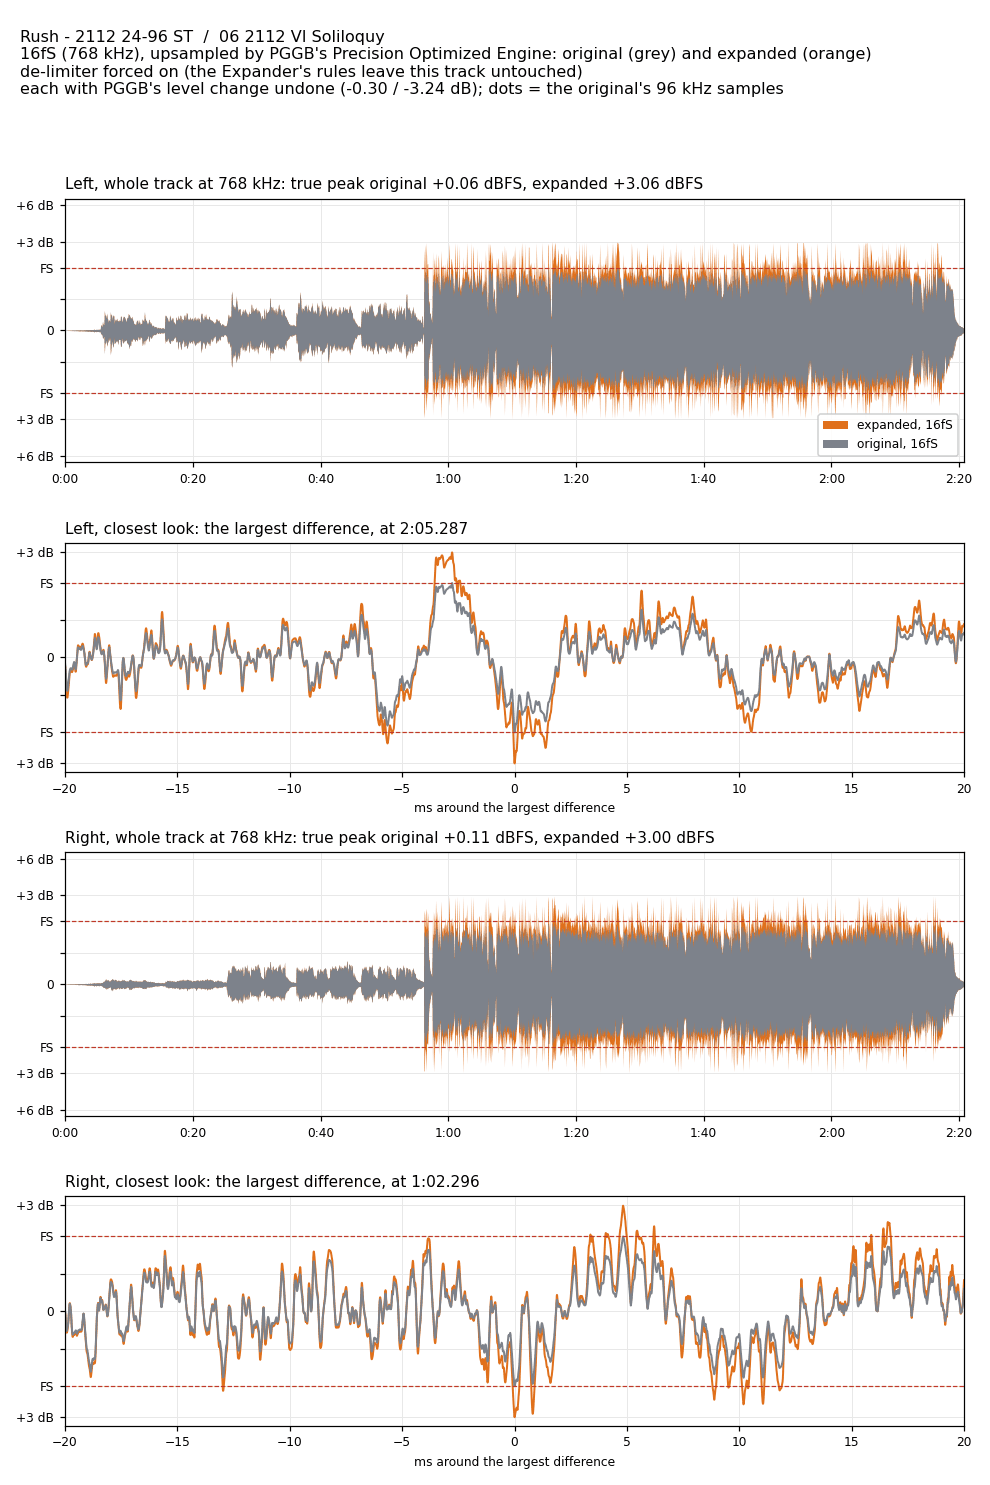 Rush - 2112 24-96 ST  /  06 2112 VI Soliloquy
16fS (768 kHz), upsampled by PGGB's Precision Optimized Engine: original (grey) and expanded (orange)
de-limiter forced on (the Expander's rules leave this track untouched)
each with PGGB's level change undone (-0.30 / -3.24 dB); dots = the original's 96 kHz samples
Left, whole track at 768 kHz: true peak original +0.06 dBFS, expanded +3.06 dBFS
+6 dB
+3 dB
FS
0
FS
+3 dB
+6 dB
expanded, 16fS
original, 16fS
0:00 0:20 0:40 1:00 1:20 1:40 2:00 2:20
Left, closest look: the largest difference, at 2:05.287
+3 dB
FS
0
FS
+3 dB
−20 −15 −10 −5 0 5 10 15 20
ms around the largest difference
Right, whole track at 768 kHz: true peak original +0.11 dBFS, expanded +3.00 dBFS
+6 dB
+3 dB
FS
0
FS
+3 dB
+6 dB
0:00 0:20 0:40 1:00 1:20 1:40 2:00 2:20
Right, closest look: the largest difference, at 1:02.296
+3 dB
FS
0
FS
+3 dB
−20 −15 −10 −5 0 5 10 15 20
ms around the largest difference